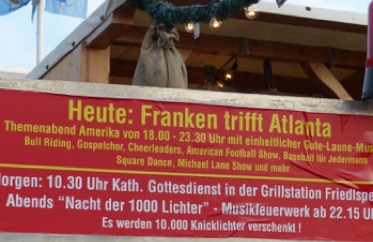 Heute: Franken trifft Atlanta
Themenabend Amerika von 18.00 - 23.30 Uhr mit einheitlicher Gute-Laune-Mus
Bull Riding, Gospelchor, Cheerleaders, Amarican Football Show, Baseball für Jedermann
Square Dance, Michael Lane Show und mehr
orgen: 10.30 Uhr Kath. Gottesdienst in der Grillstation Friedlspe
Abends "Nacht der 1000 Lichter" - Musikfeuerwerk ab 22.15 U
Es werden 10.000 Knicklichter verschenkt !